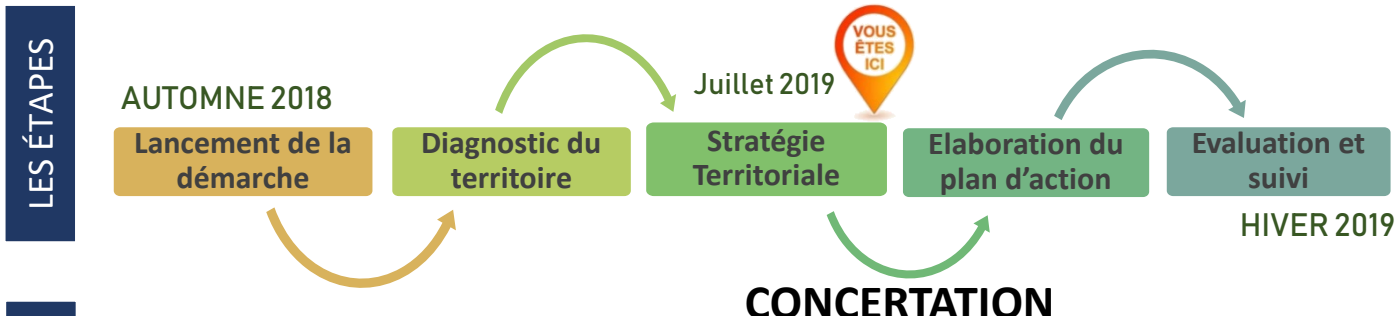 LES ÉTAPES
AUTOMNE 2018
Lancement de la
démarche
Diagnostic du
territoire
Juillet 2019
Stratégie
Territoriale
VOUS
ÊTES
ICI
Elaboration du
plan d’action
Evaluation et
suivi
HIVER 2019
CONCERTATION